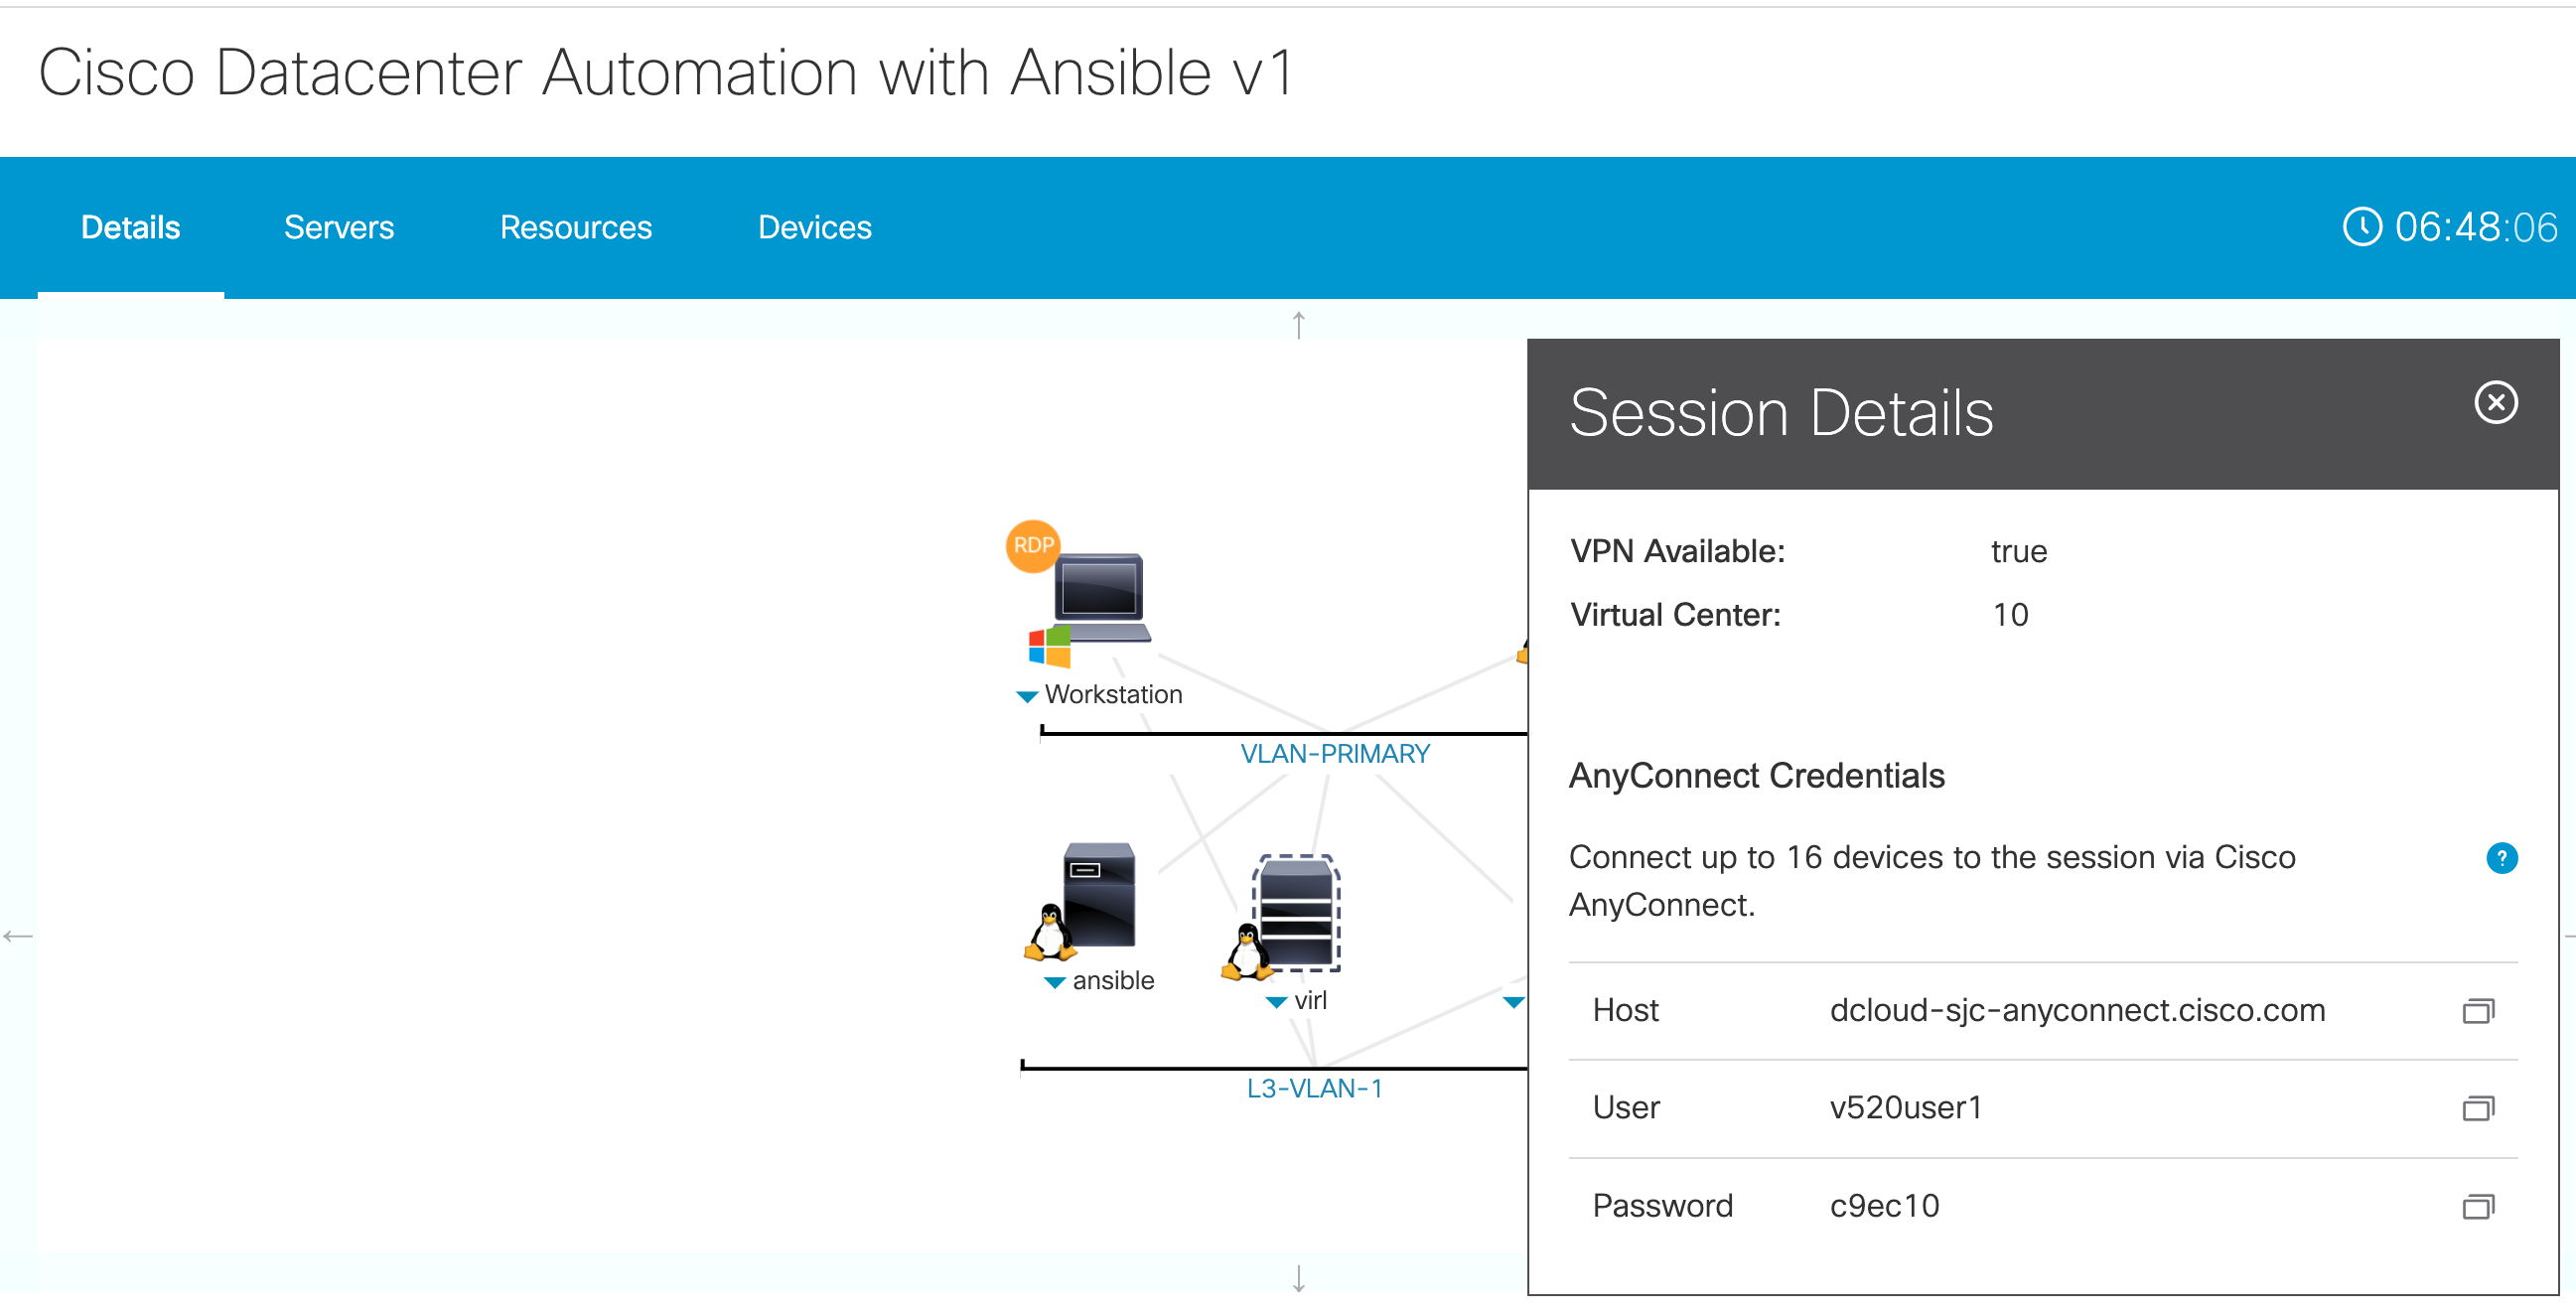 Cisco Datacenter Automation with Ansible v1
Details
Servers
Resources
Devices
06:48:06
Session Details
VPN Available: true
Virtual Center: 10
RDP
Workstation
VLAN-PRIMARY
AnyConnect Credentials
Connect up to 16 devices to the session via Cisco
AnyConnect.
?
ansible
virl
Host dcloud-sjc-anyconnect.cisco.com
L3-VLAN-1
User v520user1
Password c9ec10